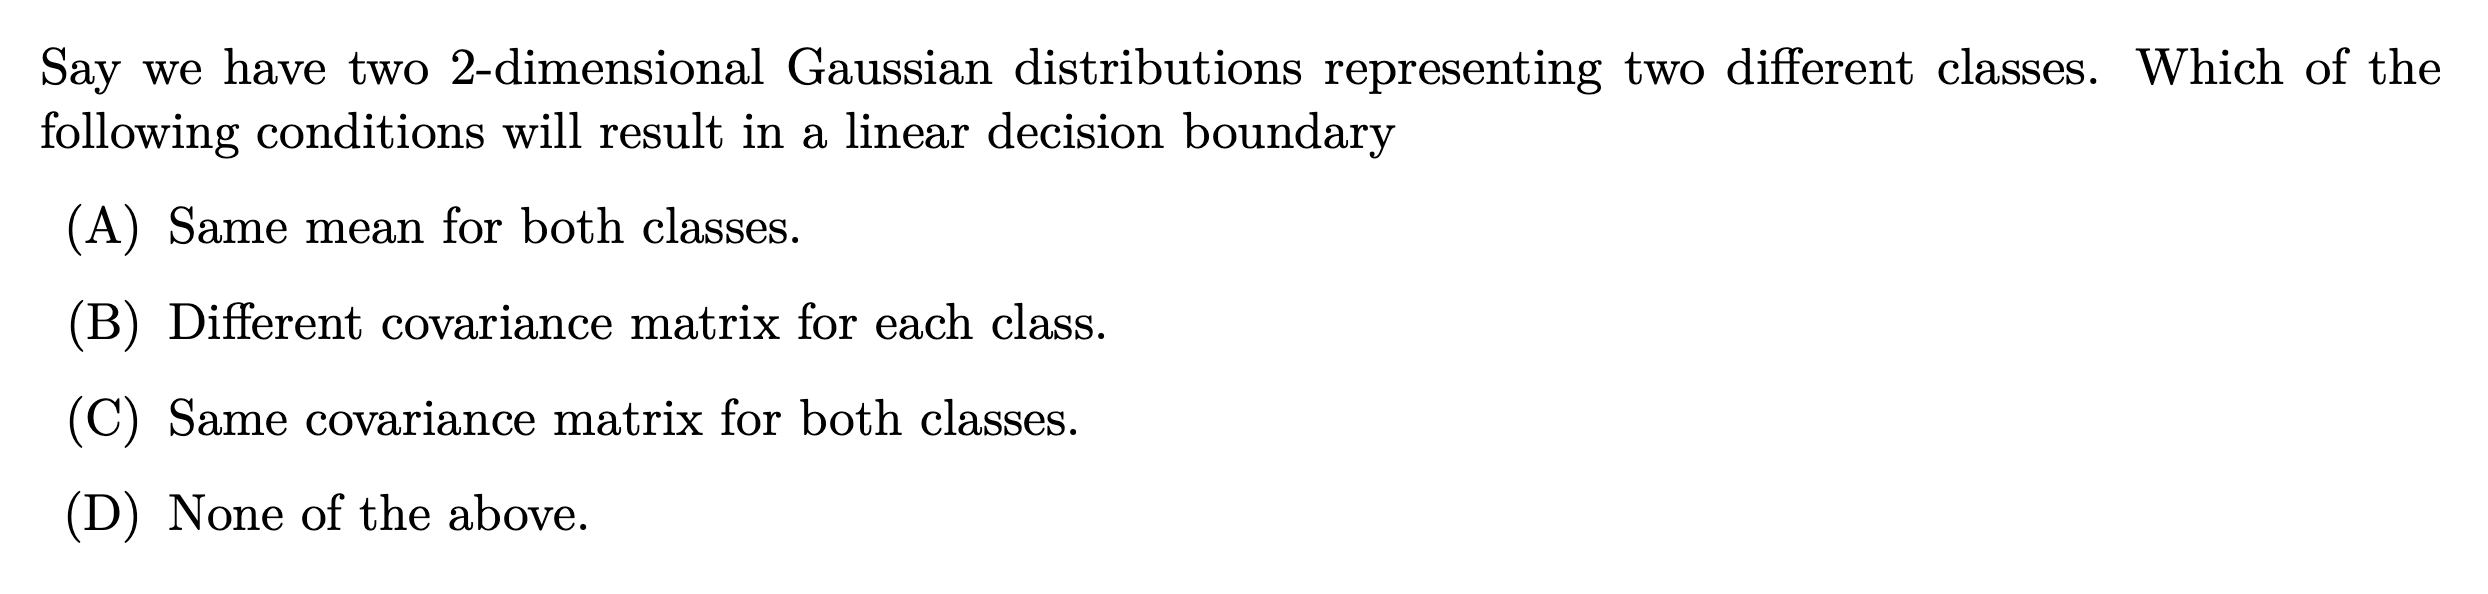 Say we have two 2-dimensional Gaussian distributions representing two different classes. Which of the
following conditions will result in a linear decision boundary
(A) Same mean for both classes.
(B) Different covariance matrix for each class.
(C) Same covariance matrix for both classes.
(D) None of the above.